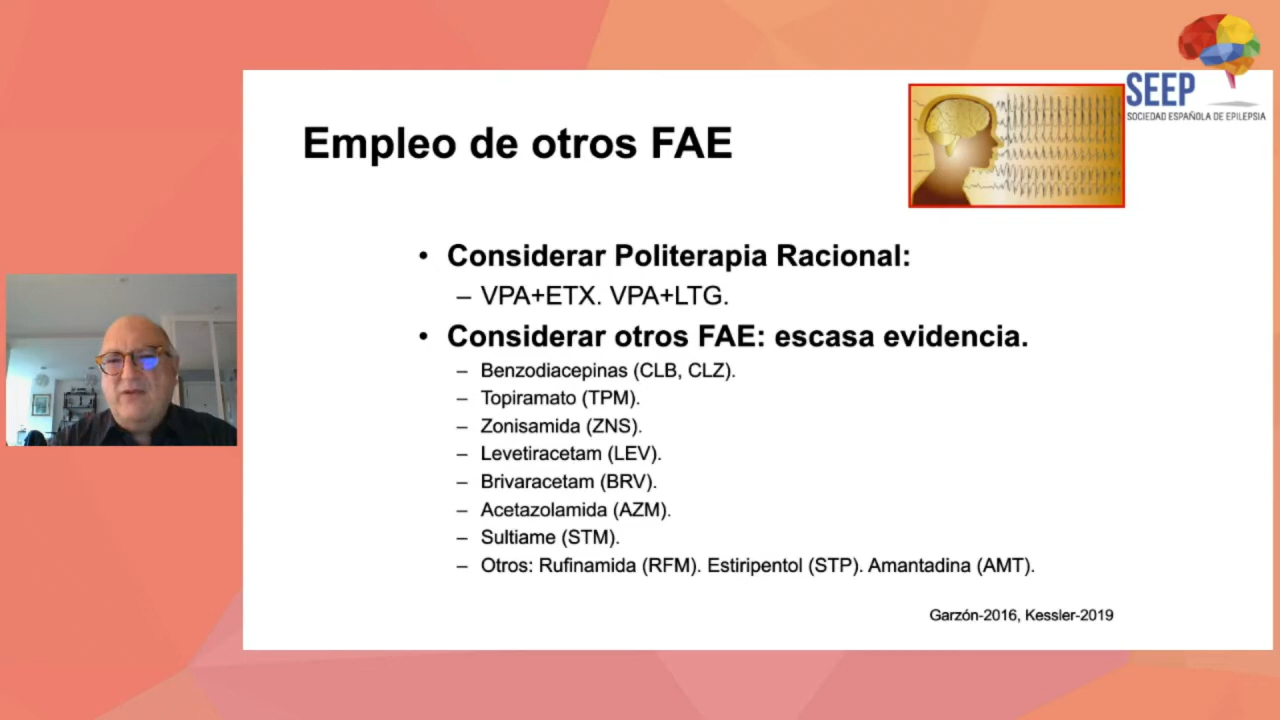 SEEP
SOCIEDAD ESPAÑOLA DE EPILEPSIA
Empleo de otros FAE
• Considerar Politerapia Racional:
– VPA+ETX. VPA+LTG.
• Considerar otros FAE: escasa evidencia.
– Benzodiacepinas (CLB, CLZ).
– Topiramato (TPM).
– Zonisamida (ZNS).
– Levetiracetam (LEV).
– Brivaracetam (BRV).
– Acetazolamida (AZM).
– Sultiame (STM).
– Otros: Rufinamida (RFM). Estiripentol (STP). Amantadina (AMT).
Garzón-2016, Kessler-2019